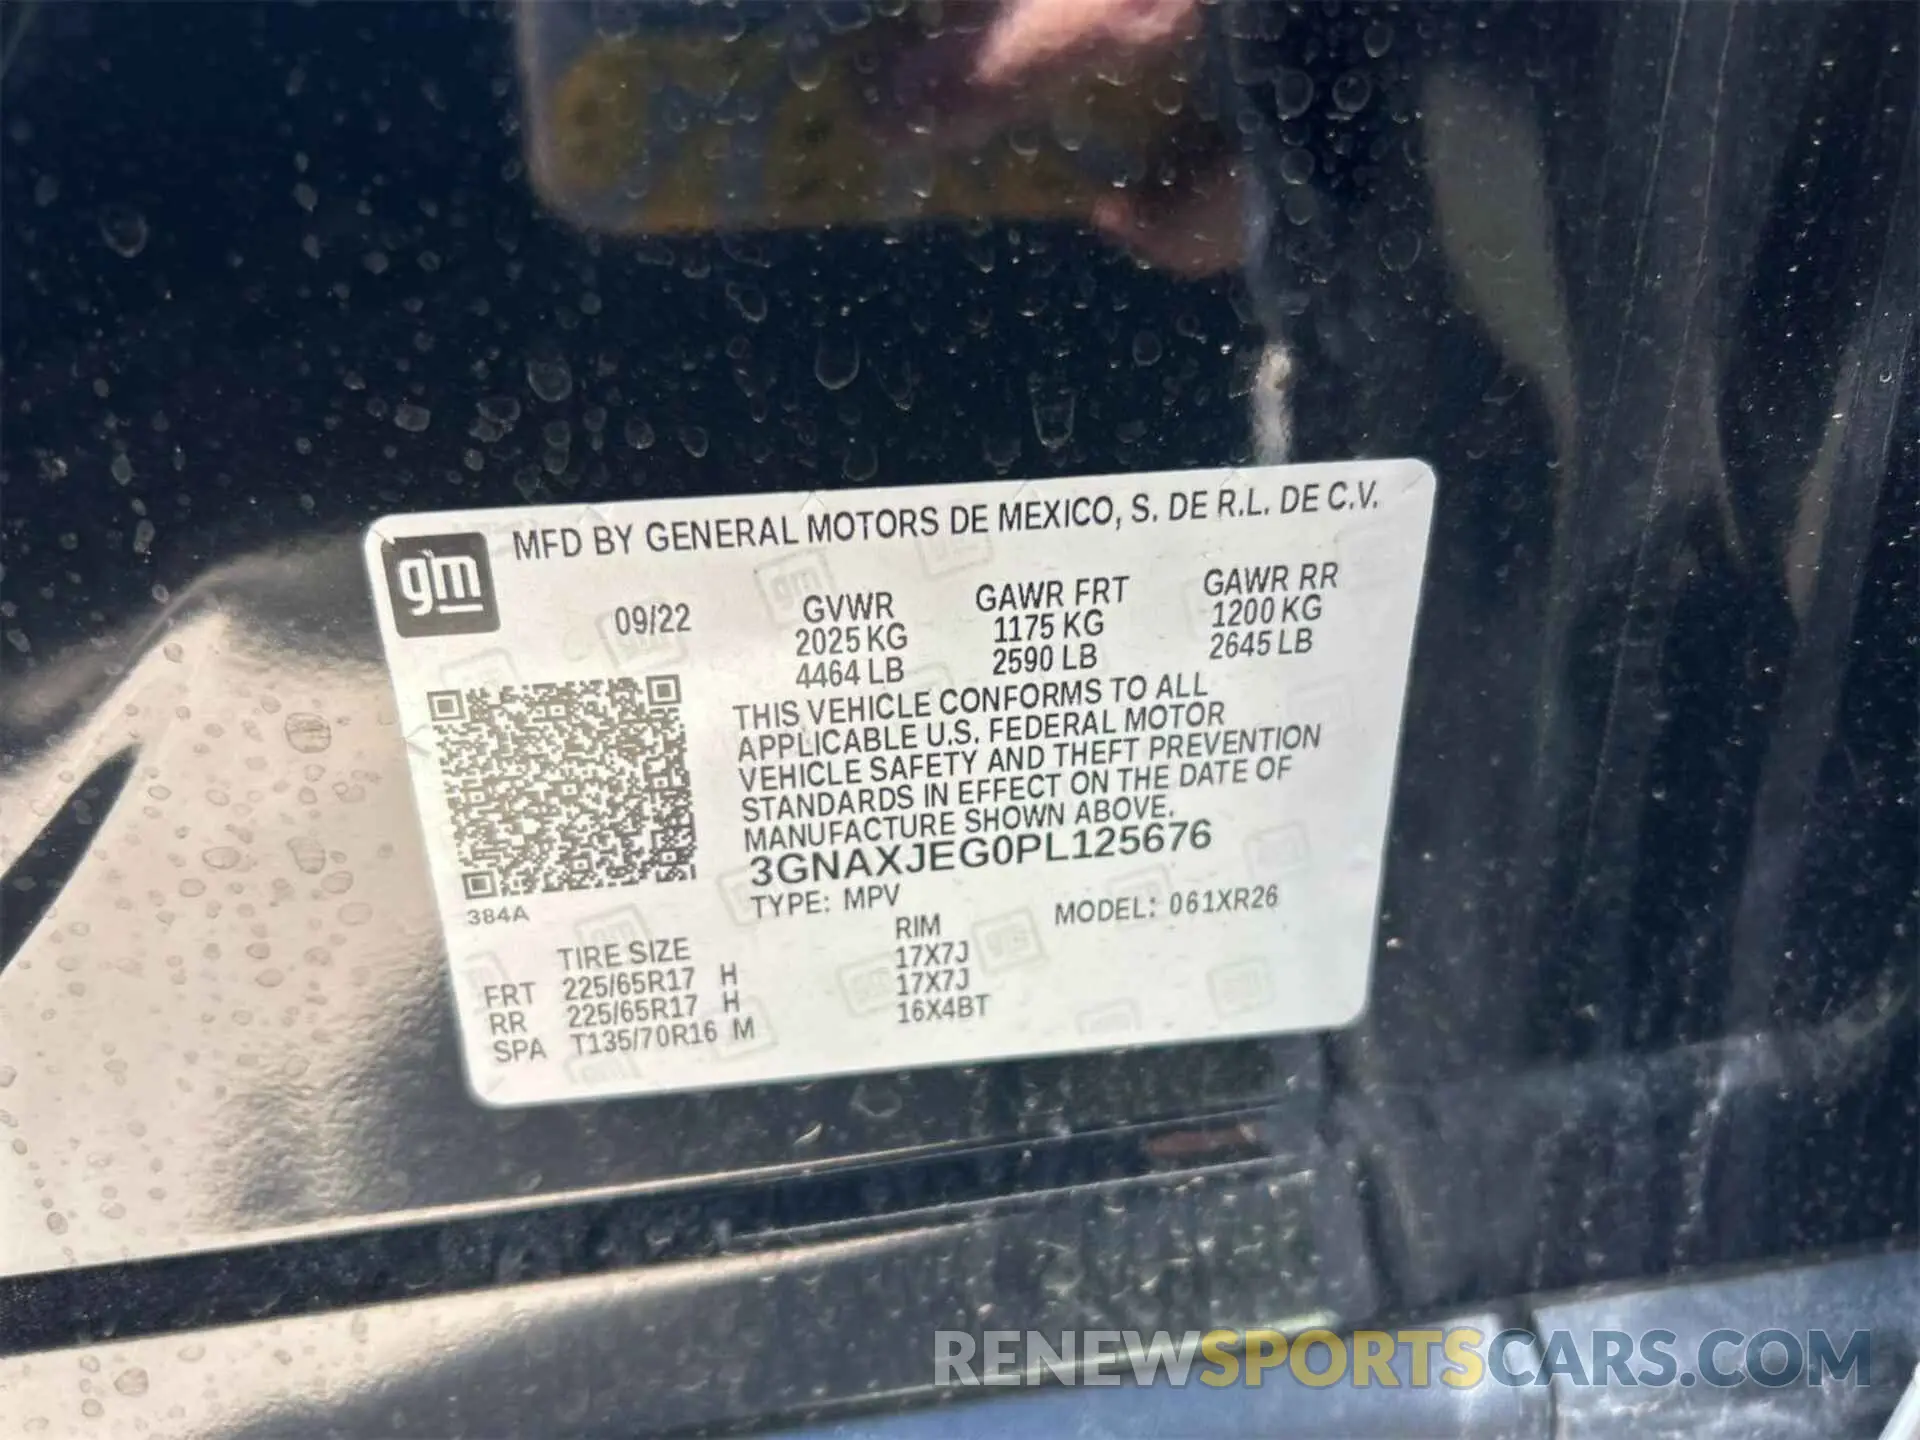 gm
MFD BY GENERAL MOTORS DE MEXICO, S. DE R.L. DE C.V.
09/22
GVWR GAWR FRT GAWR RR
2025 KG 1175 KG 1200 KG
4464 LB 2590 LB 2645 LB
THIS VEHICLE CONFORMS TO ALL
APPLICABLE U.S. FEDERAL MOTOR
VEHICLE SAFETY AND THEFT PREVENTION
STANDARDS IN EFFECT ON THE DATE OF
MANUFACTURE SHOWN ABOVE.
3GNAXJEG0PL125676
384A
TYPE: MPV MODEL: 061XR26
TIRE SIZE RIM
FRT 225/65R17 H 17X7J
RR 225/65R17 H 17X7J
SPA T135/70R16 M 16X4BT
RENEWSPORTSCARS.COM